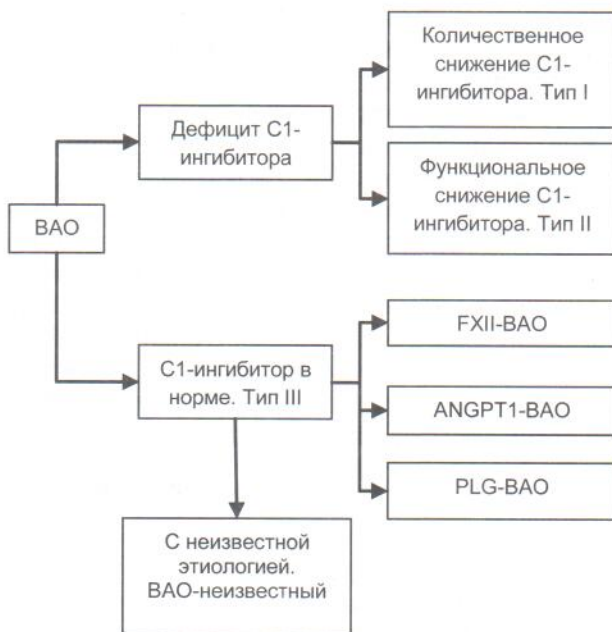 Количественное
снижение С1-
ингибитора. Тип I
Дефицит С1-
ингибитора
Функциональное
снижение С1-
ингибитора. Тип II
ВАО
FXII-ВАО
С1-ингибитор в
норме. Тип III
ANGPT1-ВАО
PLG-ВАО
С неизвестной
этиологией.
ВАО-неизвестный